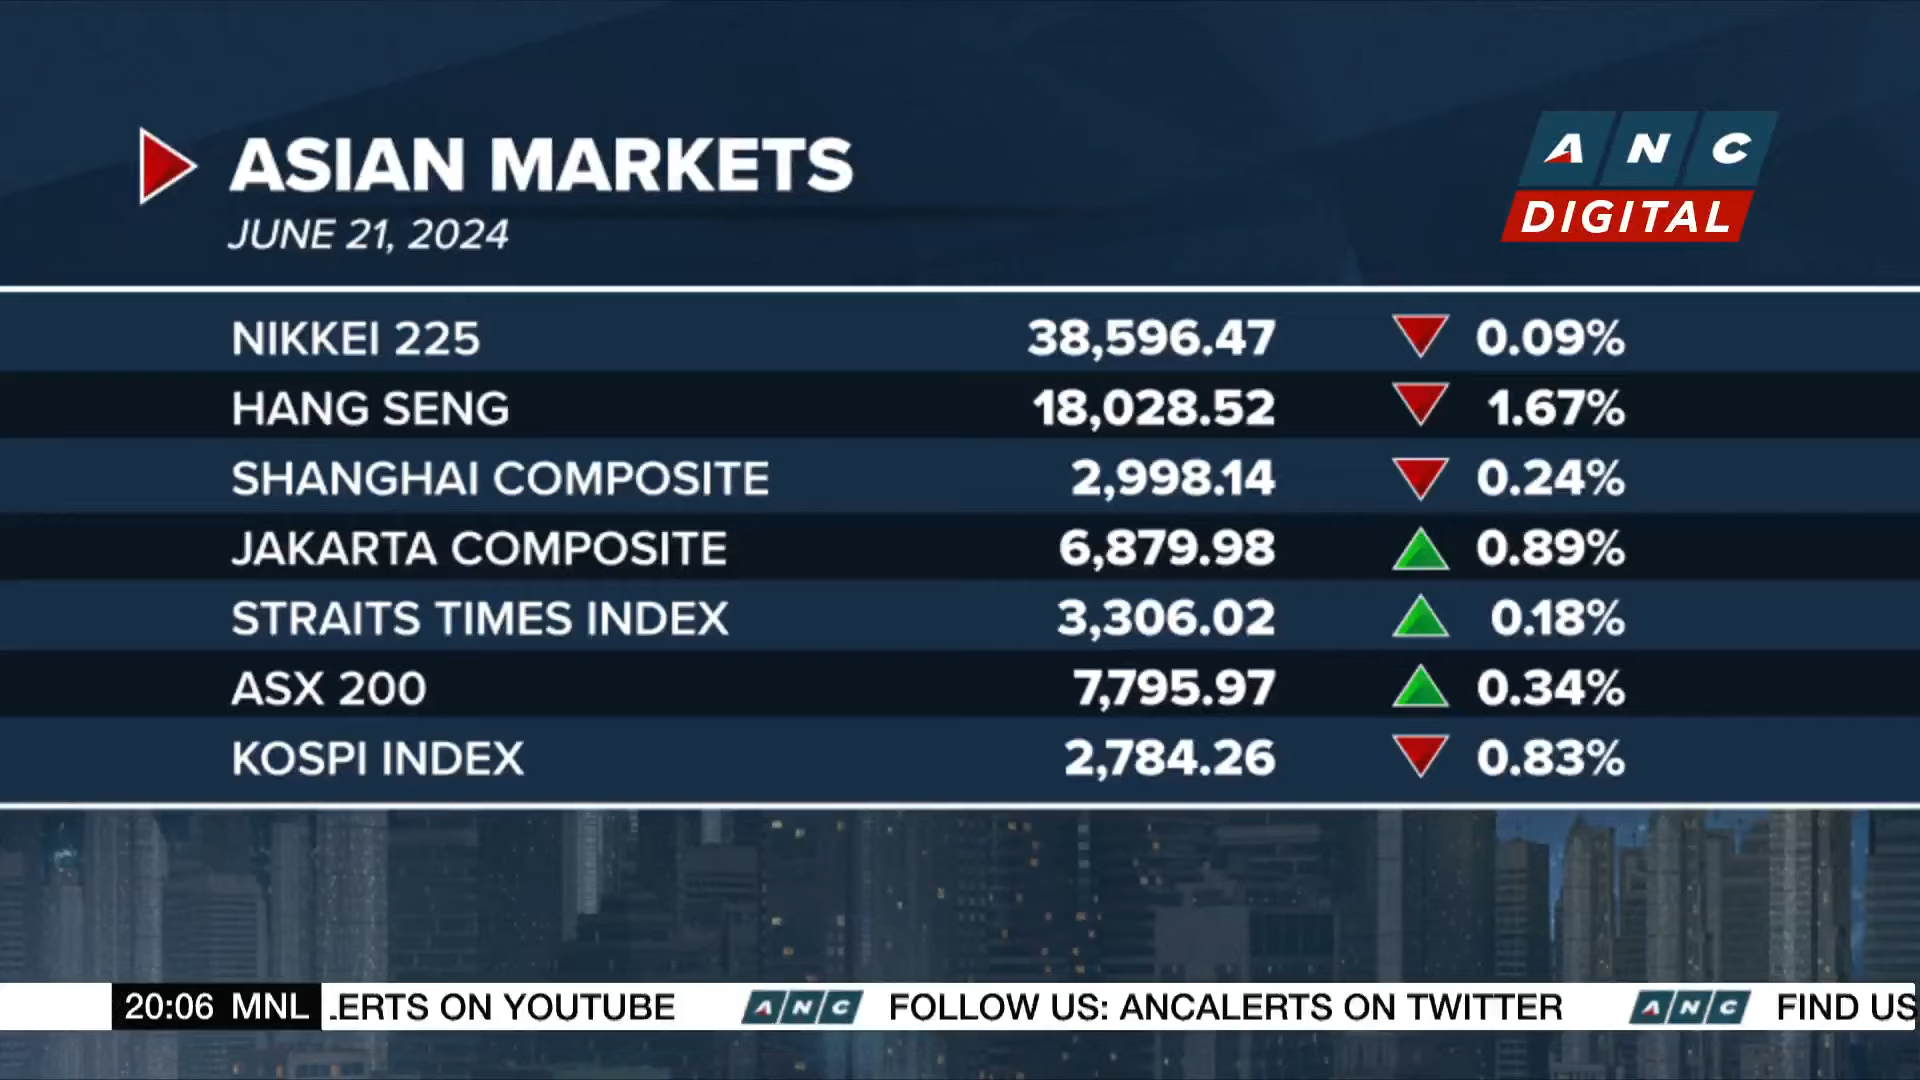 ASIAN MARKETS
JUNE 21, 2024
ANC
DIGITAL
NIKKEI 225 38,596.47 0.09%
HANG SENG 18,028.52 1.67%
SHANGHAI COMPOSITE 2,998.14 0.24%
JAKARTA COMPOSITE 6,879.98 0.89%
STRAITS TIMES INDEX 3,306.02 0.18%
ASX 200 7,795.97 0.34%
KOSPI INDEX 2,784.26 0.83%
20:06 MNL ERTS ON YOUTUBE ANC FOLLOW US: ANCALERTS ON TWITTER ANC FIND US